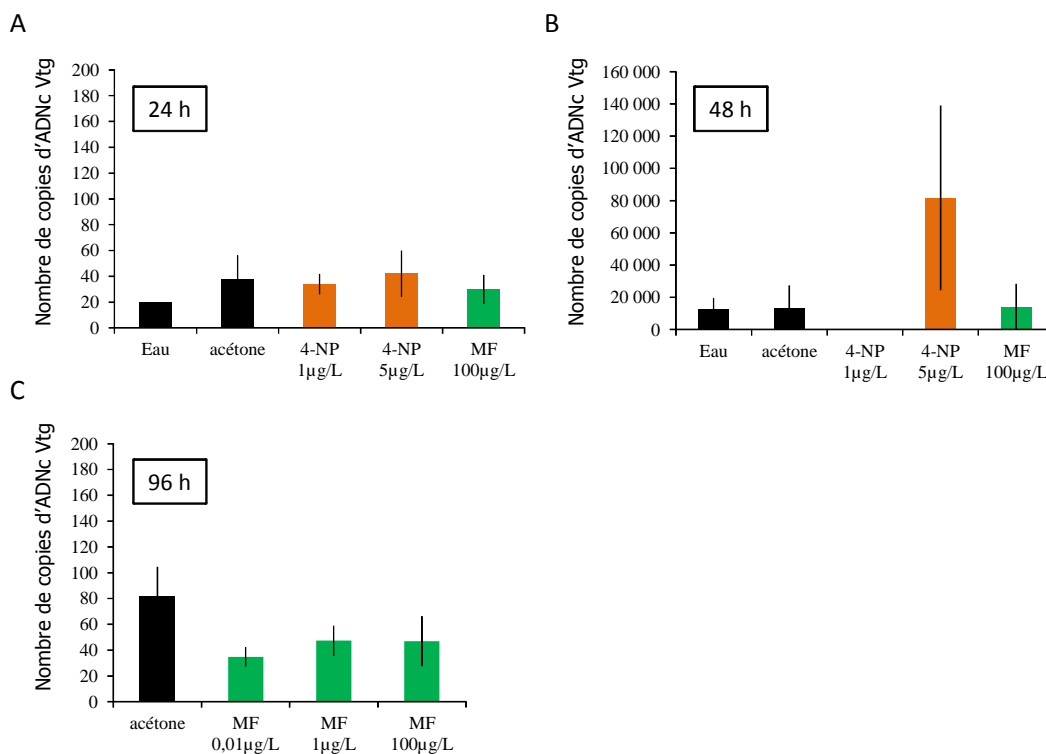 A
Nombre de copies d'ADNc Vtg
200
180
160
140
120
100
80
60
40
20
0
24 h
Eau
acétone
4-NP
1µg/L
4-NP
5µg/L
MF
100µg/L
B
Nombre de copies d'ADNc Vtg
160 000
140 000
120 000
100 000
80 000
60 000
40 000
20 000
0
48 h
Eau
acétone
4-NP
1µg/L
4-NP
5µg/L
MF
100µg/L
C
Nombre de copies d'ADNc Vtg
200
180
160
140
120
100
80
60
40
20
0
96 h
acétone
MF
0,01µg/L
MF
1µg/L
MF
100µg/L